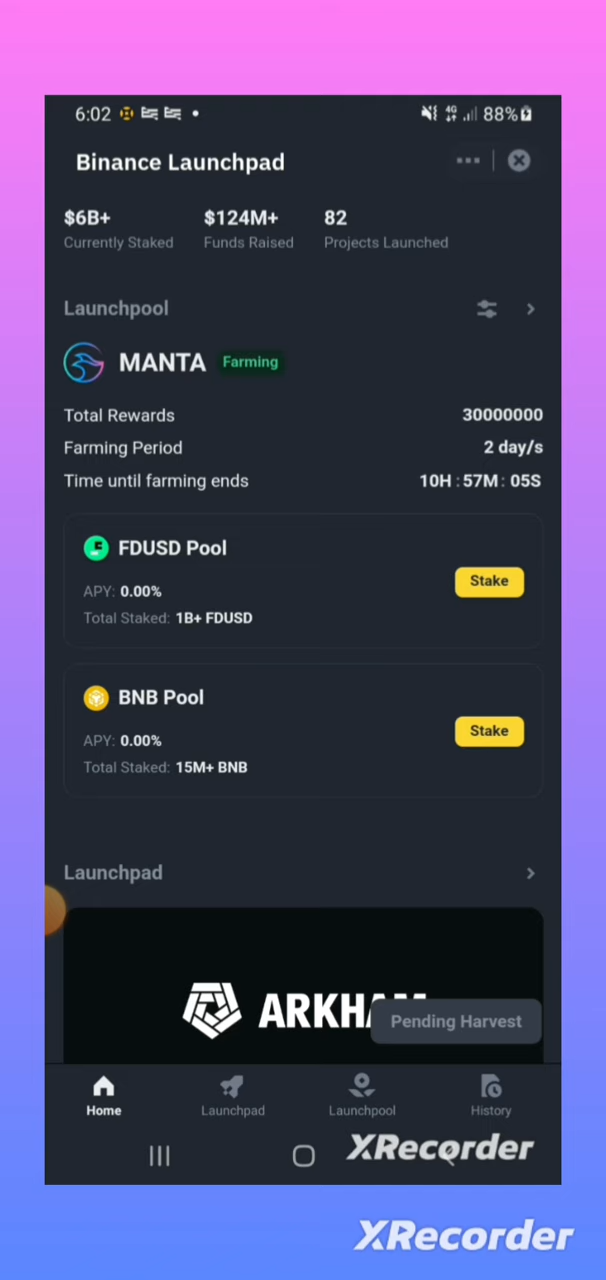 6:02 4G 88%
Binance Launchpad
$6B+ $124M+ 82
Currently Staked Funds Raised Projects Launched
Launchpool
MANTA Farming
Total Rewards 30000000
Farming Period 2 day/s
Time until farming ends 10H : 57M : 05S
FDUSD Pool
APY: 0.00%
Stake
Total Staked: 1B+ FDUSD
BNB Pool
APY: 0.00%
Stake
Total Staked: 15M+ BNB
Launchpad
ARKHAM
Pending Harvest
Home Launchpad Launchpool History
XRecorder
XRecorder